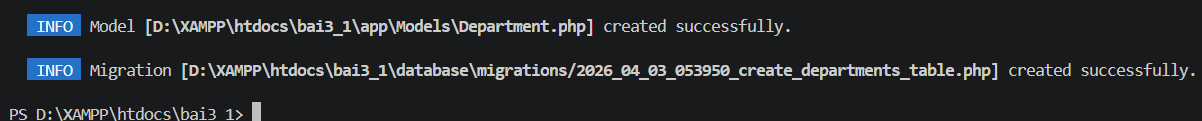 INFO Model [D:\XAMPP\htdocs\bai3_1\app\Models\Department.php] created successfully.
INFO Migration [D:\XAMPP\htdocs\bai3_1\database\migrations/2026_04_03_053950_create_departments_table.php] created successfully.
PS D:\XAMPP\htdocs\bai3_1>